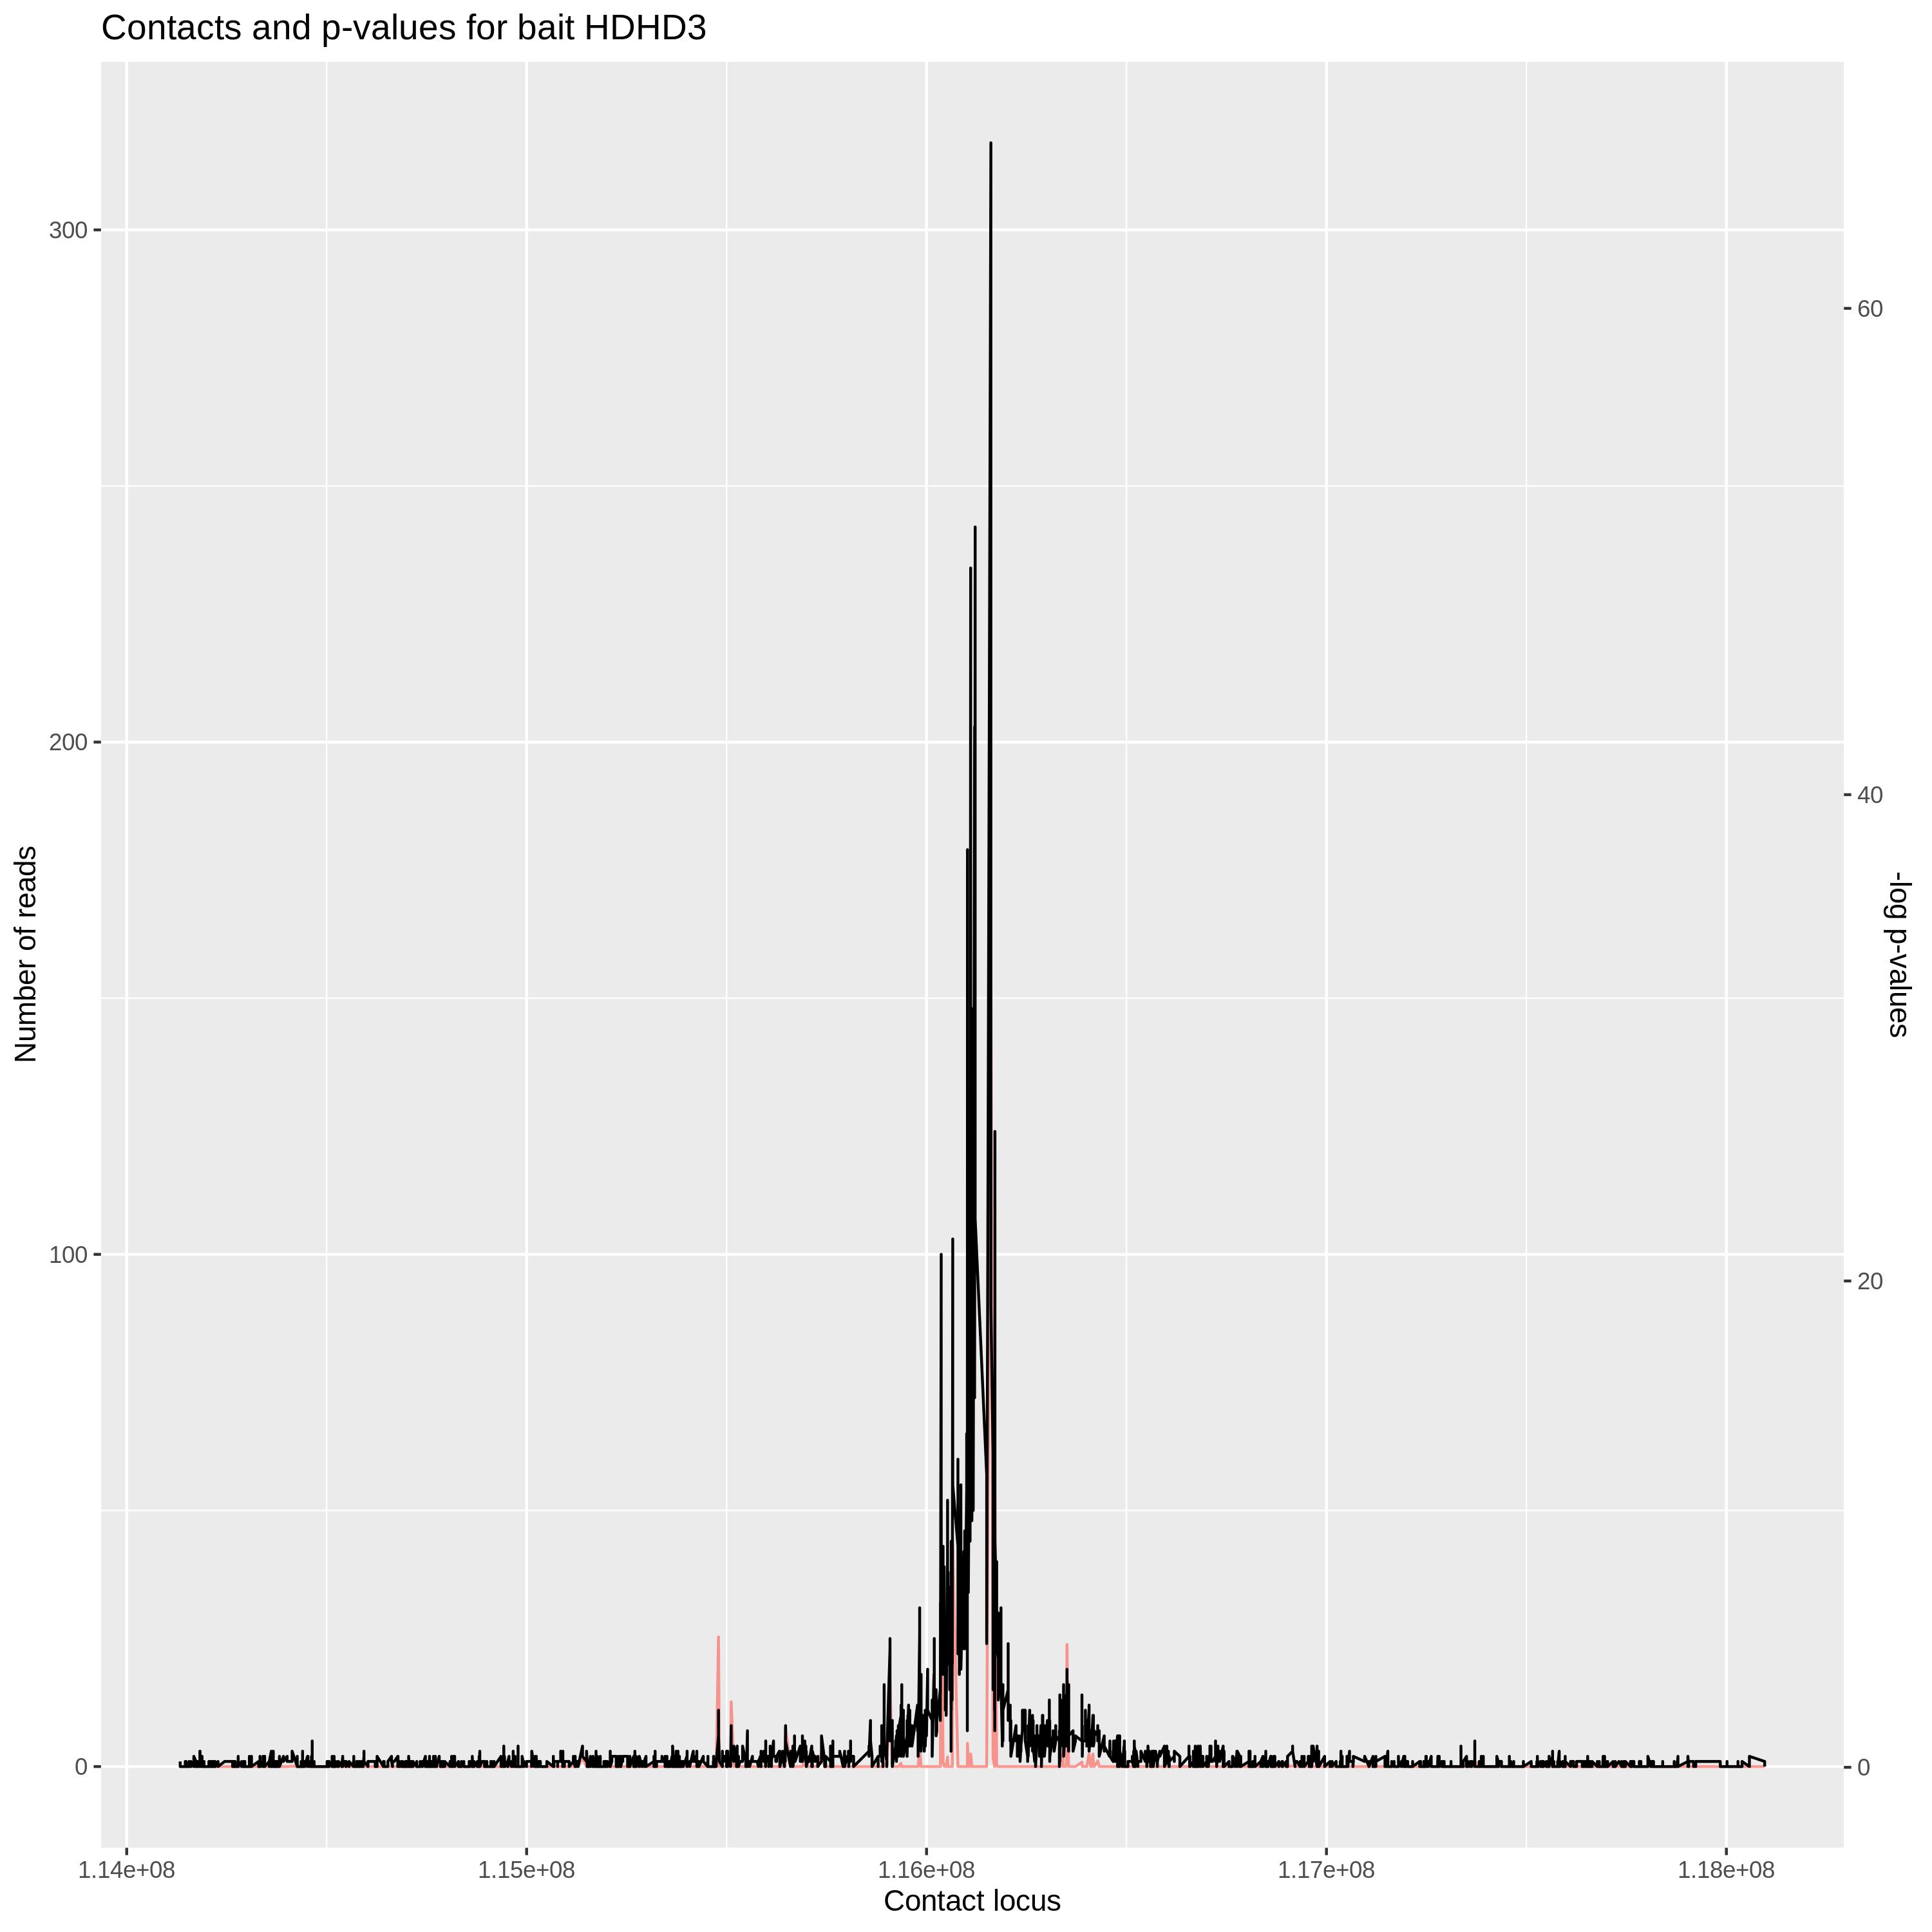 Contacts and p-values for bait HDHD3
300
200
100
0
Number of reads
60
40
20
0
-log p-values
1.14e+08
1.15e+08
1.16e+08
1.17e+08
1.18e+08
Contact locus